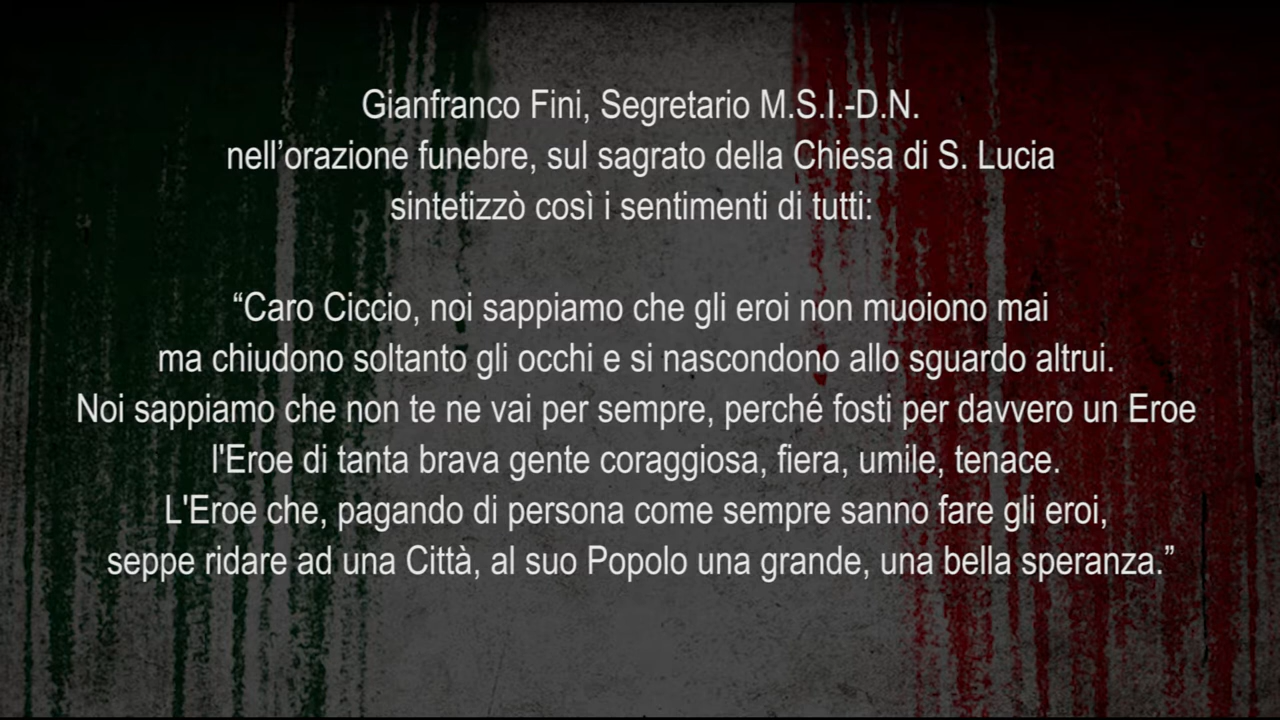 Gianfranco Fini, Segretario M.S.I.-D.N.
nell’orazione funebre, sul sagrato della Chiesa di S. Lucia
sintetizzò così i sentimenti di tutti:
“Caro Ciccio, noi sappiamo che gli eroi non muoiono mai
ma chiudono soltanto gli occhi e si nascondono allo sguardo altrui.
Noi sappiamo che non te ne vai per sempre, perché fosti per davvero un Eroe
l'Eroe di tanta brava gente coraggiosa, fiera, umile, tenace.
L'Eroe che, pagando di persona come sempre sanno fare gli eroi,
seppe ridare ad una Città, al suo Popolo una grande, una bella speranza.”